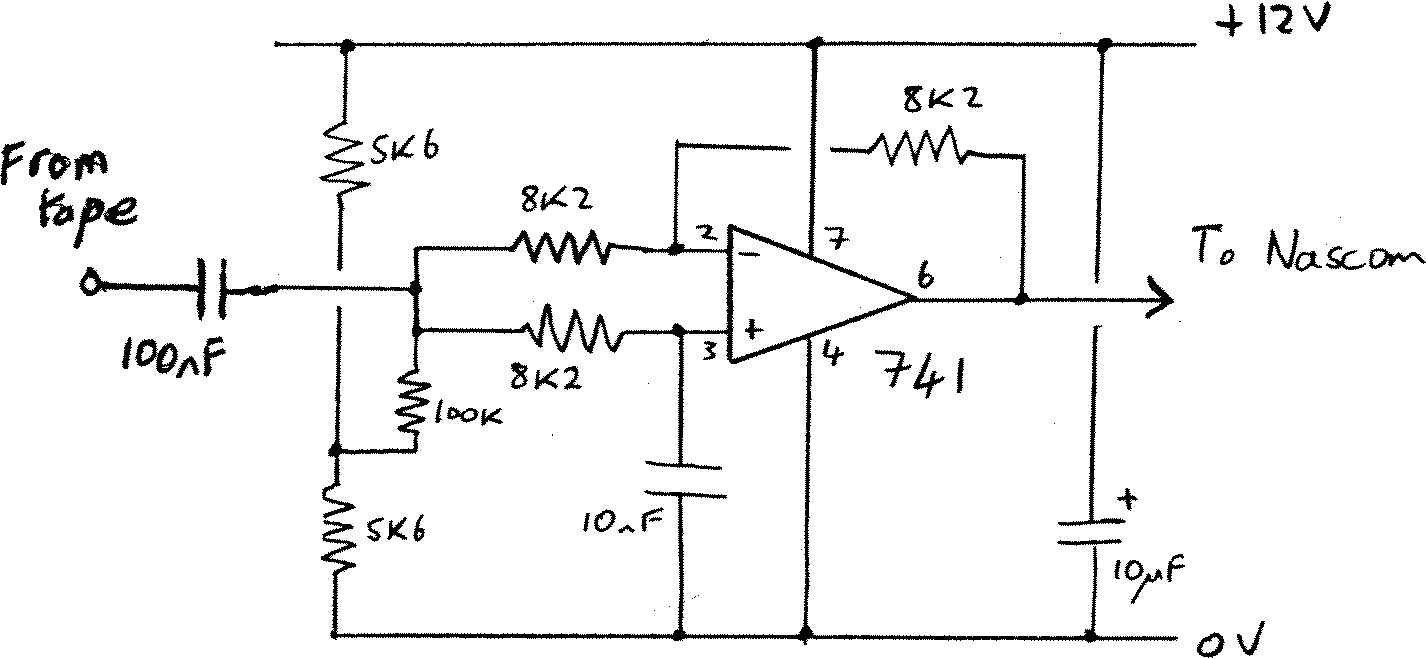 +12V
8K2
From
tape
5K6
8K2
2
7
−
6
To Nascom
+
3
4
741
100nF
8K2
100K
+
10nF
5K6
10µF
0V